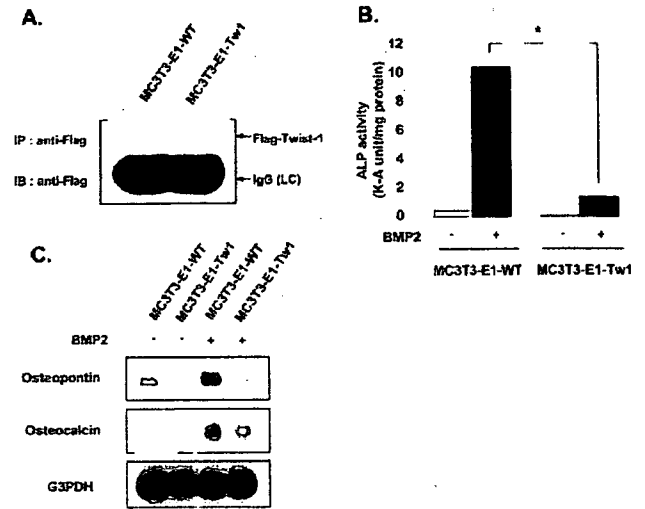 A.
MC3T3-E1-WT
MC3T3-E1-Tw1
IP : anti-Flag
Flag-Twist-1
IB : anti-Flag
IgG (LC)
B.
*
12
10
8
6
4
2
0
ALP activity
(K-A unit/mg protein)
BMP2 - + - +
MC3T3-E1-WT MC3T3-E1-Tw1
C.
MC3T3-E1-WT
MC3T3-E1-Tw1
MC3T3-E1-WT
MC3T3-E1-Tw1
BMP2 - - + +
Osteopontin
Osteocalcin
G3PDH